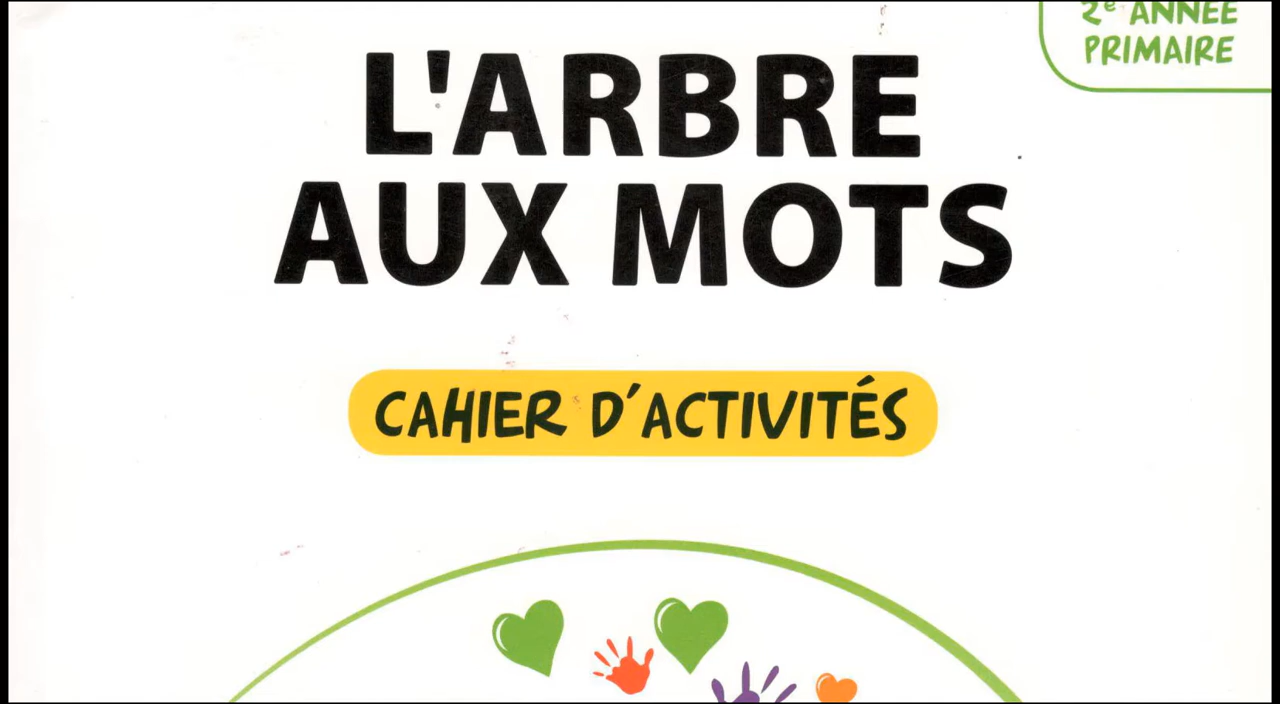 2e ANNÉE
PRIMAIRE
L'ARBRE
AUX MOTS
CAHIER D'ACTIVITÉS